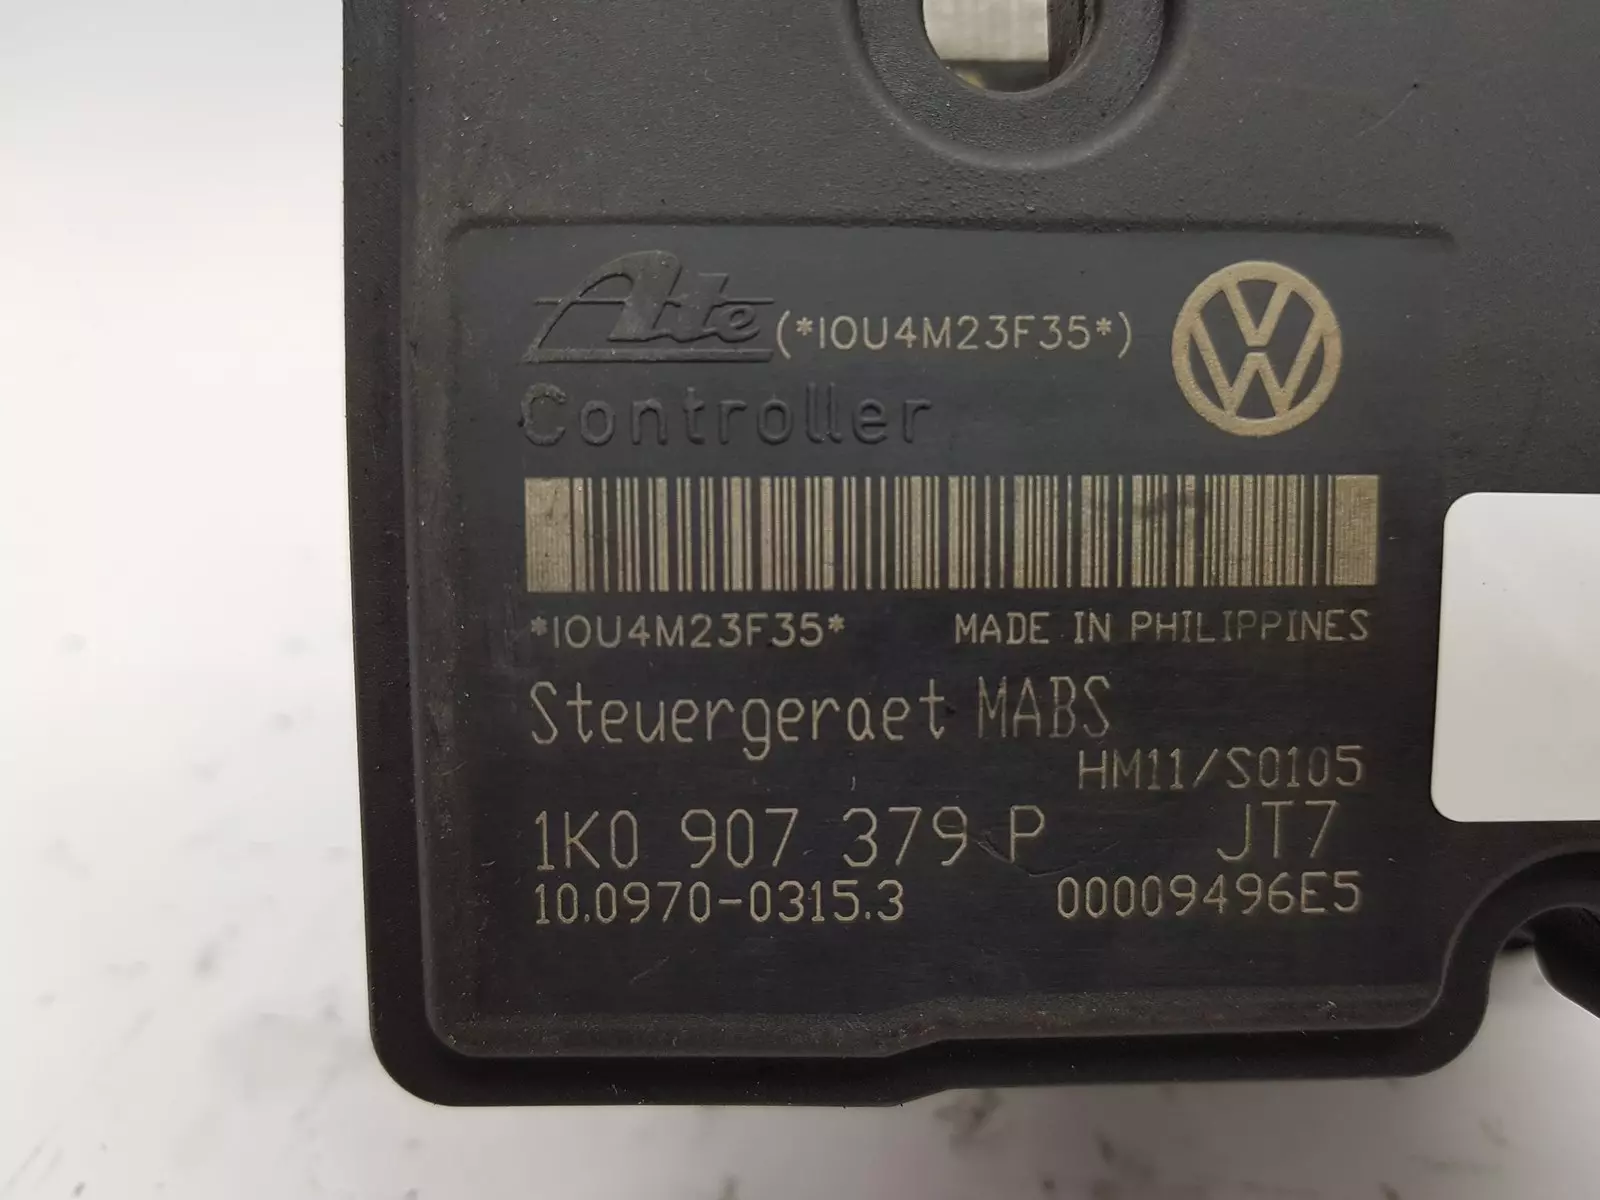 Ate (*IOU4M23F35*)
Controller
*IOU4M23F35* MADE IN PHILIPPINES
Steuergeraet MABS
HM11/S0105
1K0 907 379 P JT7
10.0970-0315.3 00009496E5